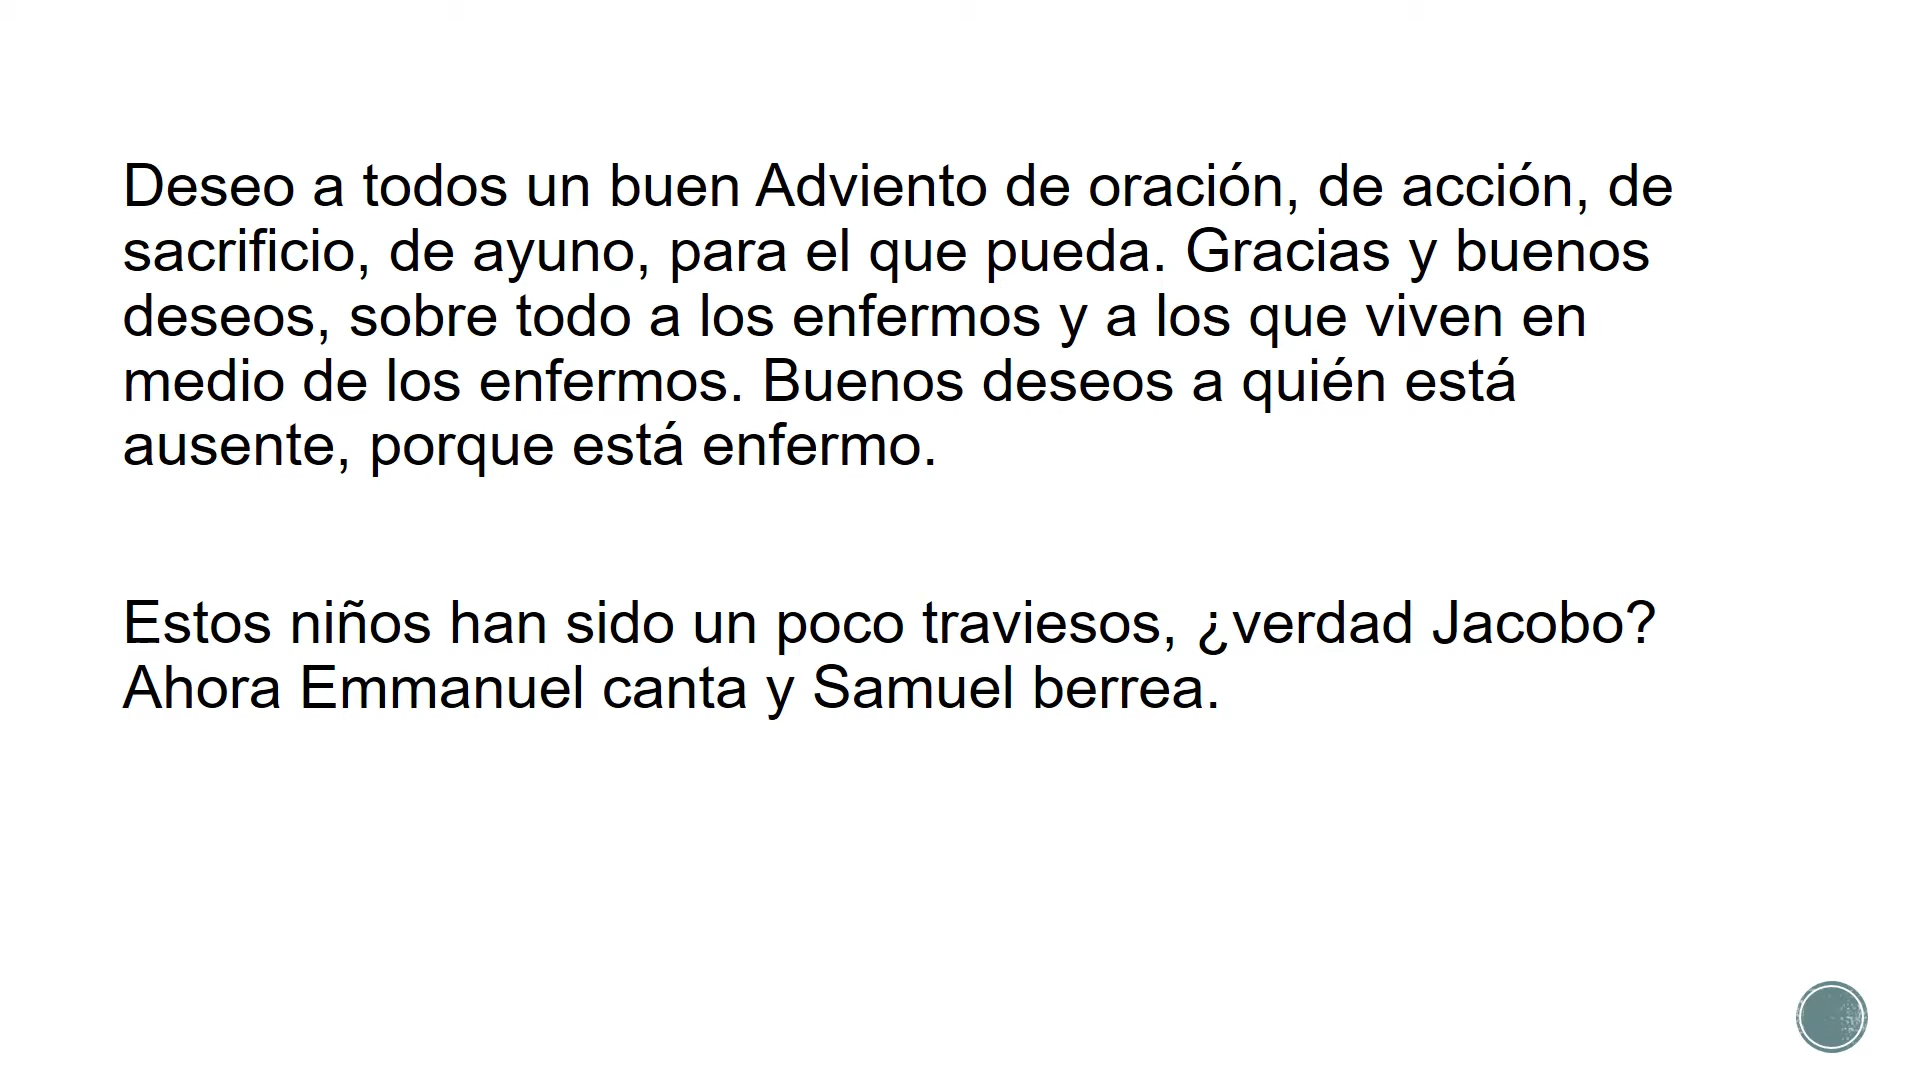 Deseo a todos un buen Adviento de oración, de acción, de
sacrificio, de ayuno, para el que pueda. Gracias y buenos
deseos, sobre todo a los enfermos y a los que viven en
medio de los enfermos. Buenos deseos a quién está
ausente, porque está enfermo.
Estos niños han sido un poco traviesos, ¿verdad Jacobo?
Ahora Emmanuel canta y Samuel berrea.